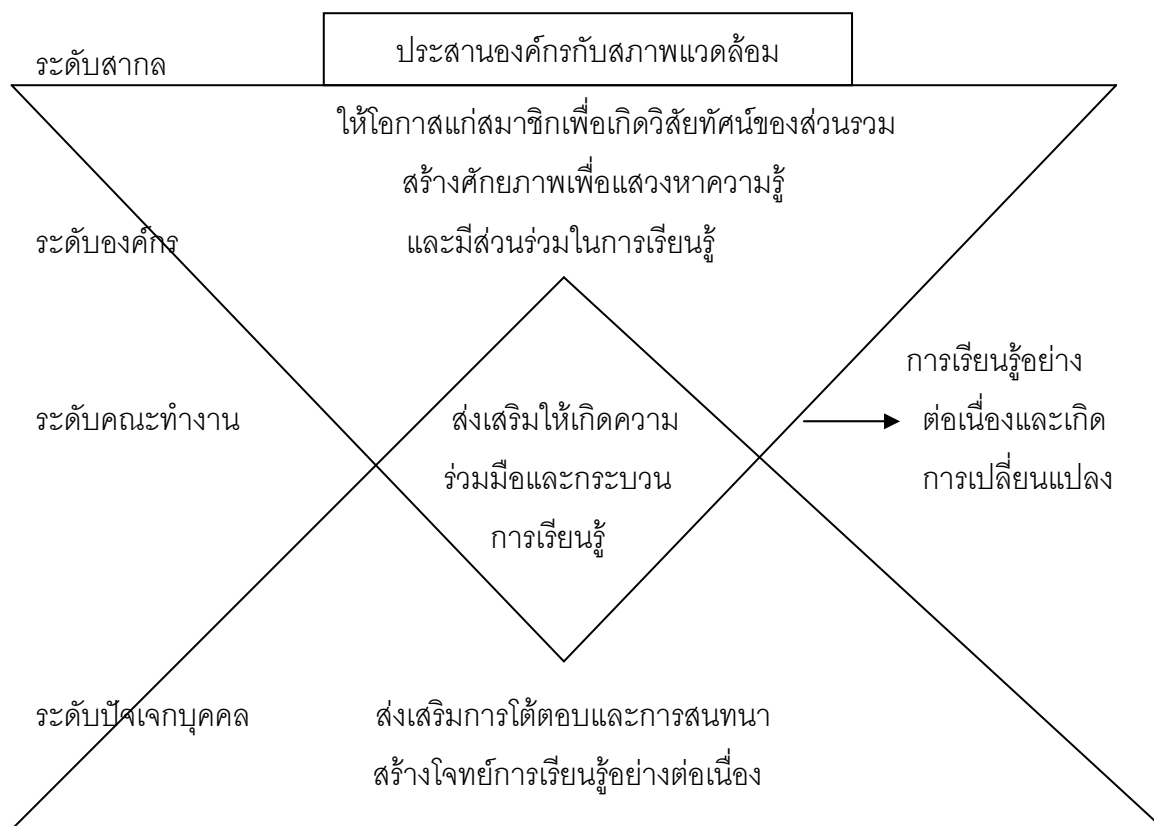 ประสานองค์กรกับสภาพแวดล้อม
ระดับสากล
ให้โอกาสแก่สมาชิกเพื่อเกิดวิสัยทัศน์ของส่วนรวม
สร้างศักยภาพเพื่อแสวงหาความรู้
ระดับองค์กร
และมีส่วนร่วมในการเรียนรู้
ระดับคณะทำงาน
ส่งเสริมให้เกิดความ
ร่วมมือและกระบวน
การเรียนรู้
การเรียนรู้อย่าง
ต่อเนื่องและเกิด
การเปลี่ยนแปลง
ระดับปัจเจกบุคคล
ส่งเสริมการโต้ตอบและการสนทนา
สร้างโจทย์การเรียนรู้อย่างต่อเนื่อง